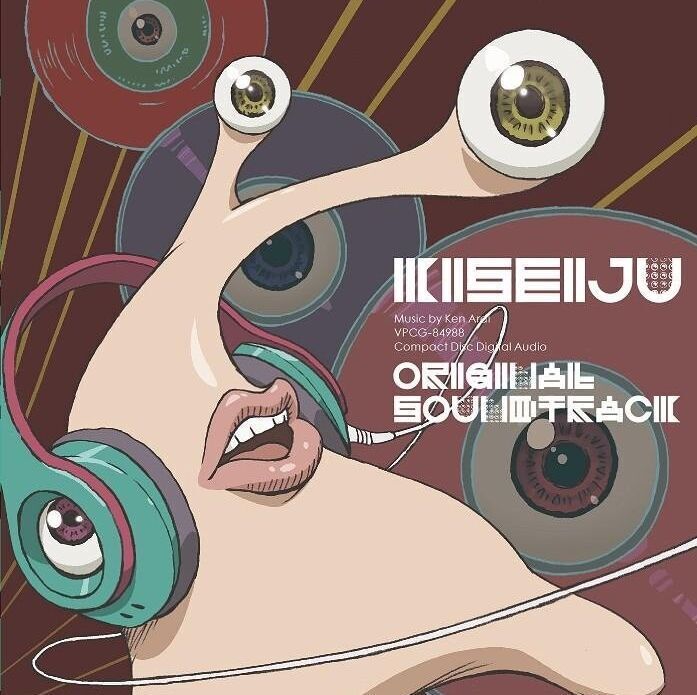 KISEIJU
Music by Ken Arai
VPCG-84988
Compact Disc Digital Audio
ORIGINAL
SOUNDTRACK